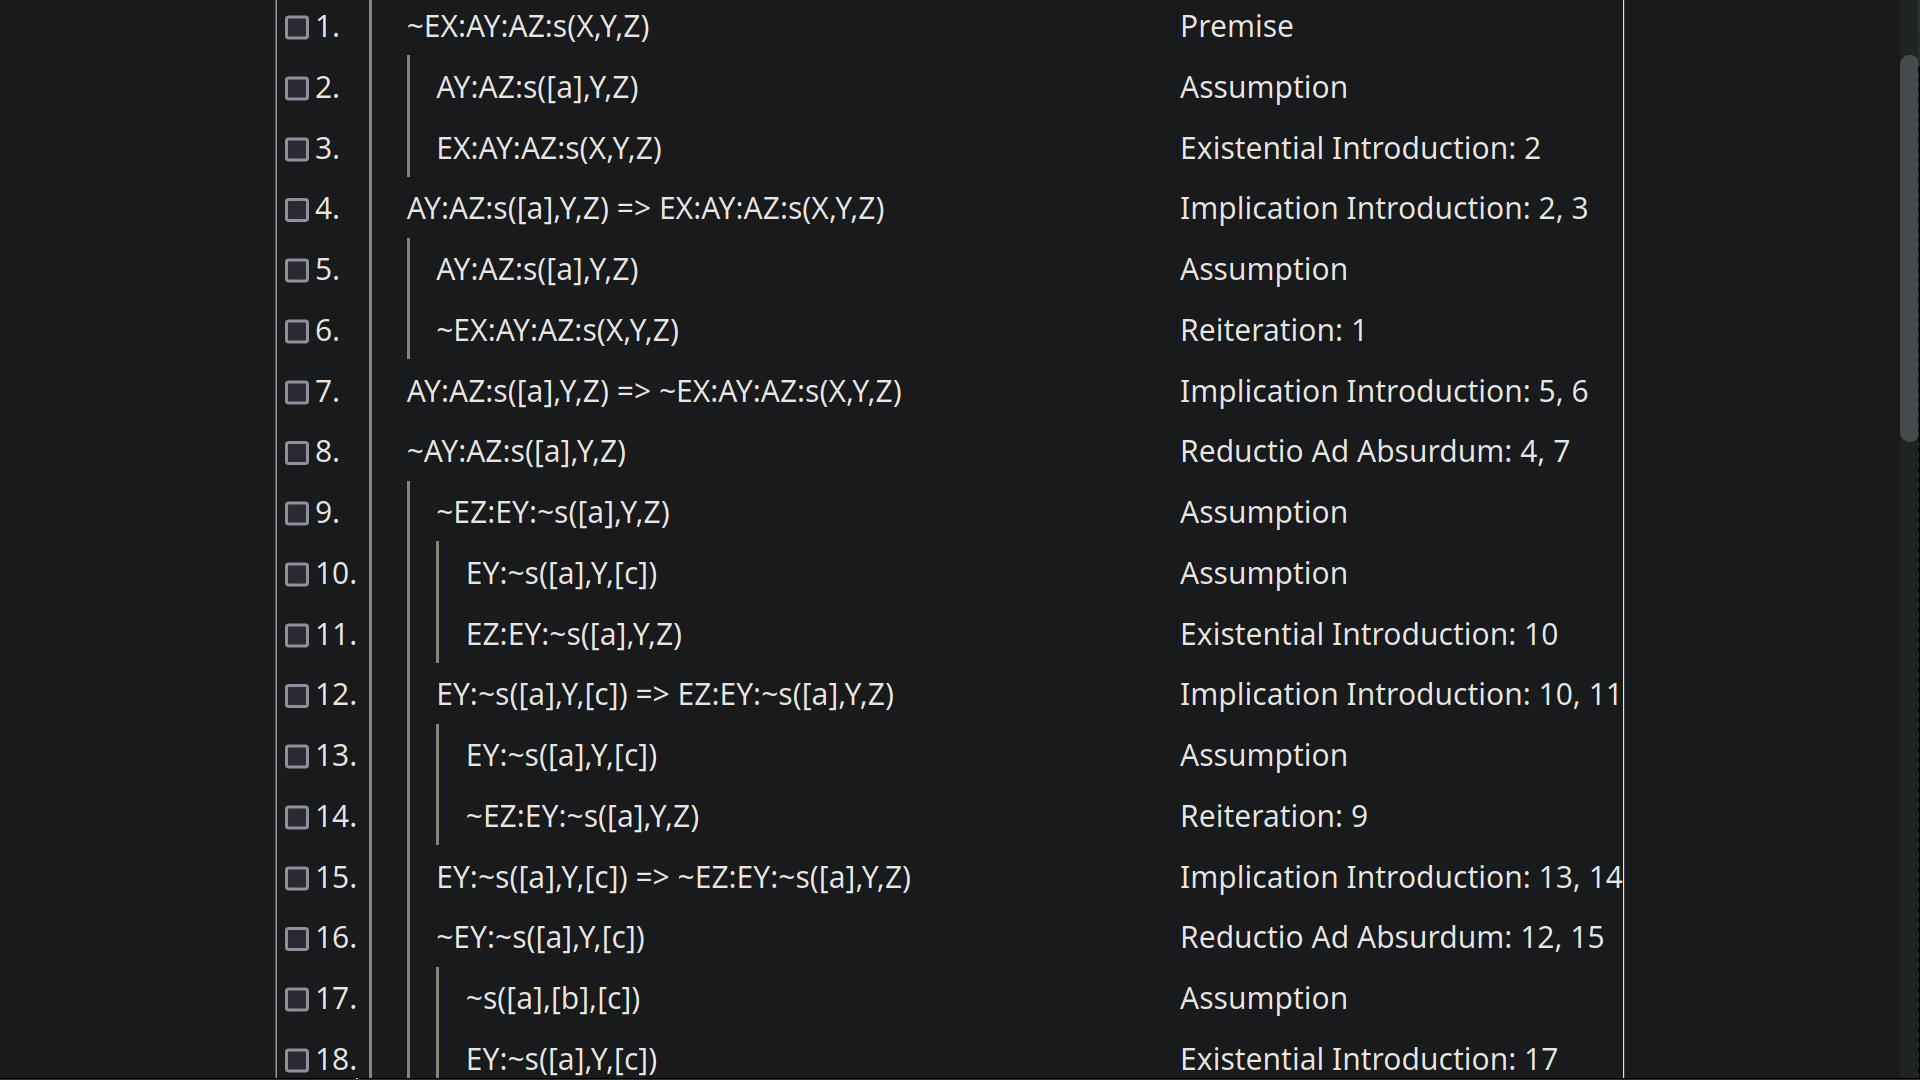 1. ~EX:AY:AZ:s(X,Y,Z) Premise
2. AY:AZ:s([a],Y,Z) Assumption
3. EX:AY:AZ:s(X,Y,Z) Existential Introduction: 2
4. AY:AZ:s([a],Y,Z) => EX:AY:AZ:s(X,Y,Z) Implication Introduction: 2, 3
5. AY:AZ:s([a],Y,Z) Assumption
6. ~EX:AY:AZ:s(X,Y,Z) Reiteration: 1
7. AY:AZ:s([a],Y,Z) => ~EX:AY:AZ:s(X,Y,Z) Implication Introduction: 5, 6
8. ~AY:AZ:s([a],Y,Z) Reductio Ad Absurdum: 4, 7
9. ~EZ:EY:~s([a],Y,Z) Assumption
10. EY:~s([a],Y,[c]) Assumption
11. EZ:EY:~s([a],Y,Z) Existential Introduction: 10
12. EY:~s([a],Y,[c]) => EZ:EY:~s([a],Y,Z) Implication Introduction: 10, 11
13. EY:~s([a],Y,[c]) Assumption
14. ~EZ:EY:~s([a],Y,Z) Reiteration: 9
15. EY:~s([a],Y,[c]) => ~EZ:EY:~s([a],Y,Z) Implication Introduction: 13, 14
16. ~EY:~s([a],Y,[c]) Reductio Ad Absurdum: 12, 15
17. ~s([a],[b],[c]) Assumption
18. EY:~s([a],Y,[c]) Existential Introduction: 17